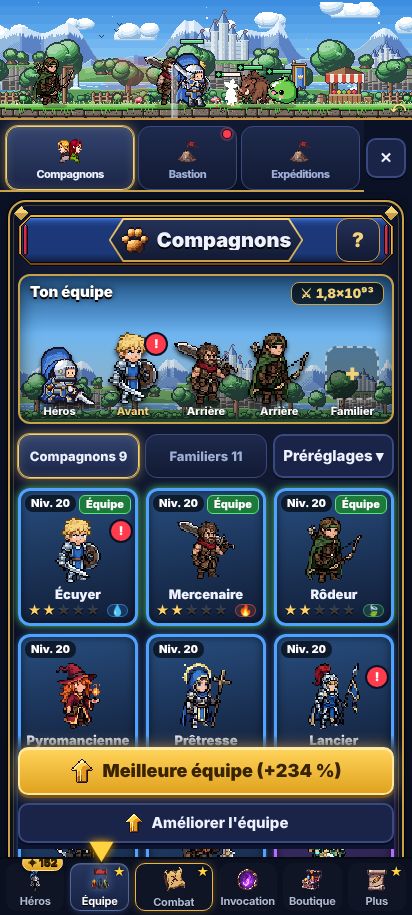 Compagnons
Bastion
Expéditions
×
Compagnons
?
Ton équipe
1,8×10⁹³
!
Héros
Avant
Arrière
Arrière
Familier
Compagnons 9
Familiers 11
Préréglages ▾
Niv. 20
Équipe
!
Écuyer
Niv. 20
Équipe
Mercenaire
Niv. 20
Équipe
Rôdeur
Niv. 20
Pyromancienne
Niv. 20
Prêtresse
Niv. 20
!
Lancier
Meilleure équipe (+234 %)
Améliorer l'équipe
Héros
Équipe
Combat
Invocation
Boutique
Plus